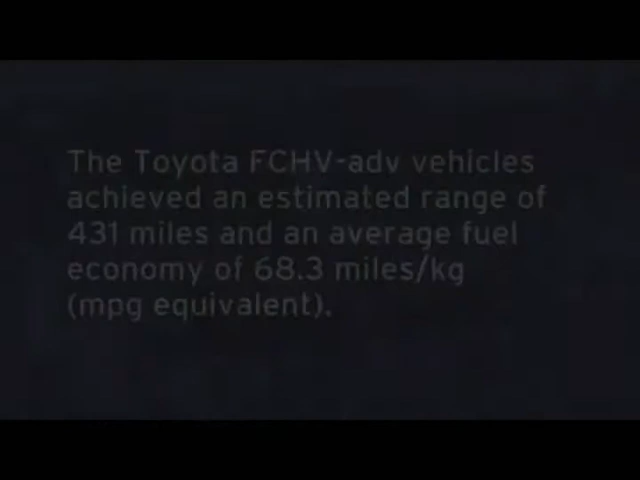 The Toyota FCHV-adv vehicles
achieved an estimated range of
431 miles and an average fuel
economy of 68.3 miles/kg
(mpg equivalent).